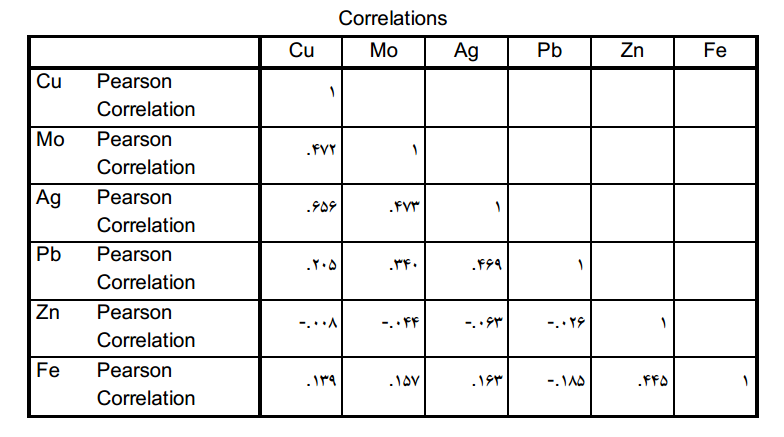 Correlations
Cu Mo Ag Pb Zn Fe
Cu Pearson Correlation ۱
Mo Pearson Correlation .۴۷۲ ۱
Ag Pearson Correlation .۶۵۶ .۴۷۳ ۱
Pb Pearson Correlation .۲۰۵ .۳۴۰ .۴۶۹ ۱
Zn Pearson Correlation -.۰۰۸ -.۰۴۴ -.۰۶۳ -.۰۲۶ ۱
Fe Pearson Correlation .۱۳۹ .۱۵۷ .۱۶۳ -.۱۸۵ .۴۴۵ ۱